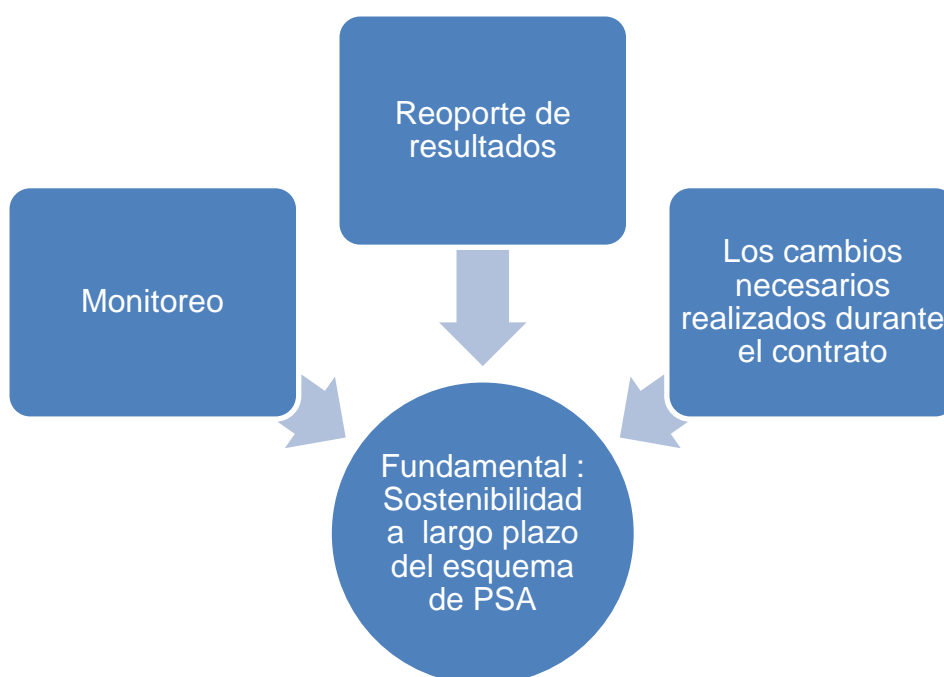 Reoporte de
resultados
Monitoreo
Los cambios
necesarios
realizados durante
el contrato
Fundamental :
Sostenibilidad
a largo plazo
del esquema
de PSA